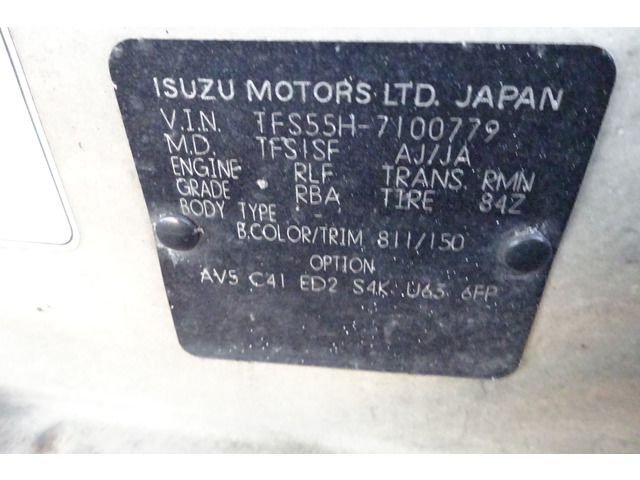 ISUZU MOTORS LTD. JAPAN
V.I.N. TFS55H-7100779
M.D. TFS1SF AJ/JA
ENGINE RLF TRANS. RMN
GRADE RBA TIRE 84Z
BODY TYPE -
B.COLOR/TRIM 811/150
OPTION
AV5 C41 ED2 S4K U63 6FP